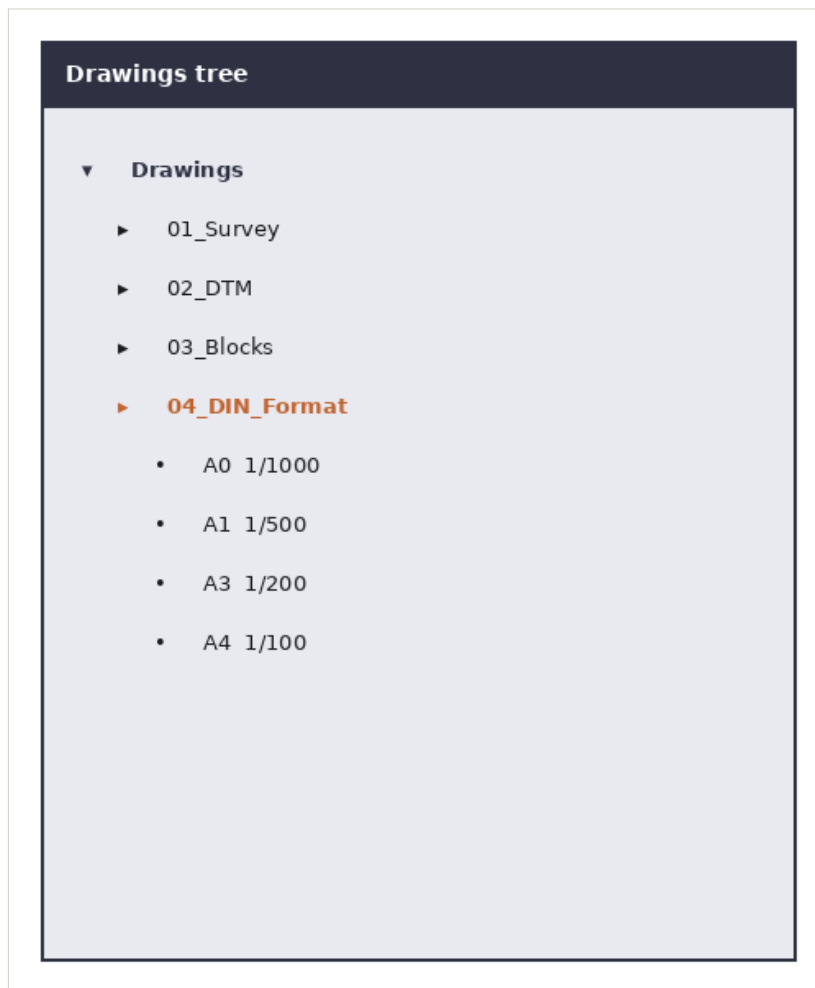 Drawings tree
▼ Drawings
► 01_Survey
► 02_DTM
► 03_Blocks
► 04_DIN_Format
• A0 1/1000
• A1 1/500
• A3 1/200
• A4 1/100